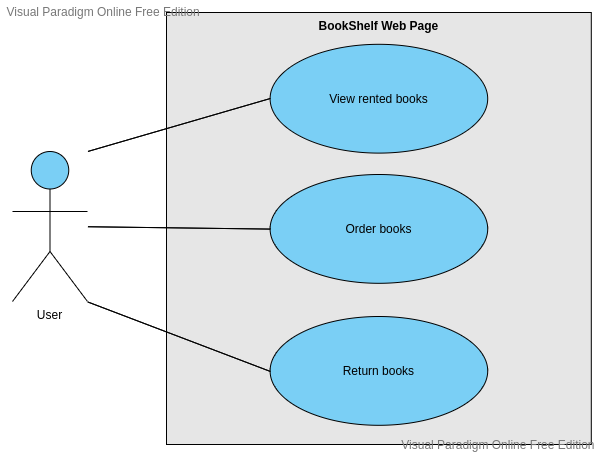 Visual Paradigm Online Free Edition
BookShelf Web Page
View rented books
Order books
User
Return books
Visual Paradigm Online Free Edition